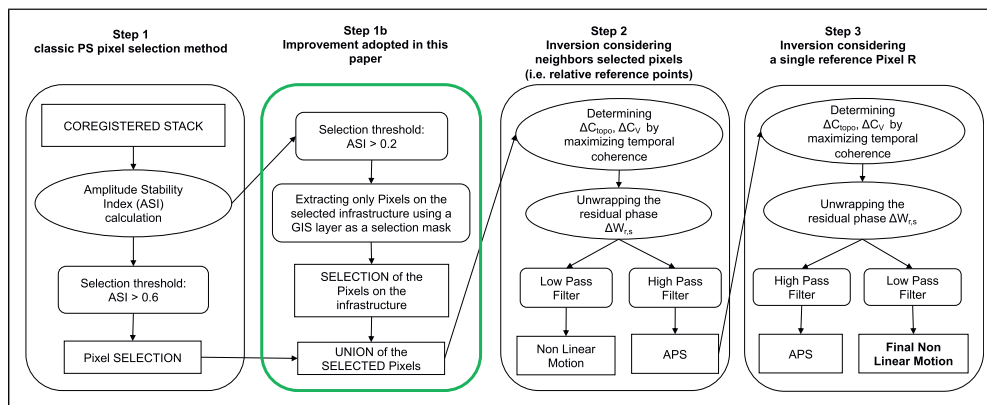 Step 1
classic PS pixel selection method
COREGISTERED STACK
Amplitude Stability
Index (ASI)
calculation
Selection threshold:
ASI > 0.6
Pixel SELECTION
Step 1b
Improvement adopted in this
paper
Selection threshold:
ASI > 0.2
Extracting only Pixels on
the selected
infrastructure using a
GIS layer as a selection mask
SELECTION of the
Pixels on the
infrastructure
UNION of the
SELECTED Pixels
Step 2
Inversion considering
neighbors selected pixels
(i.e. relative reference points)
Determining
ΔCtopo, ΔCV by
maximizing temporal
coherence
Unwrapping the
residual phase
ΔWr,s
Low Pass
Filter
High Pass
Filter
Non Linear
Motion
APS
Step 3
Inversion considering
a single reference Pixel R
Determining
ΔCtopo, ΔCV by
maximizing temporal
coherence
Unwrapping the
residual phase ΔWr,s
High Pass
Filter
Low Pass
Filter
APS
Final Non
Linear Motion